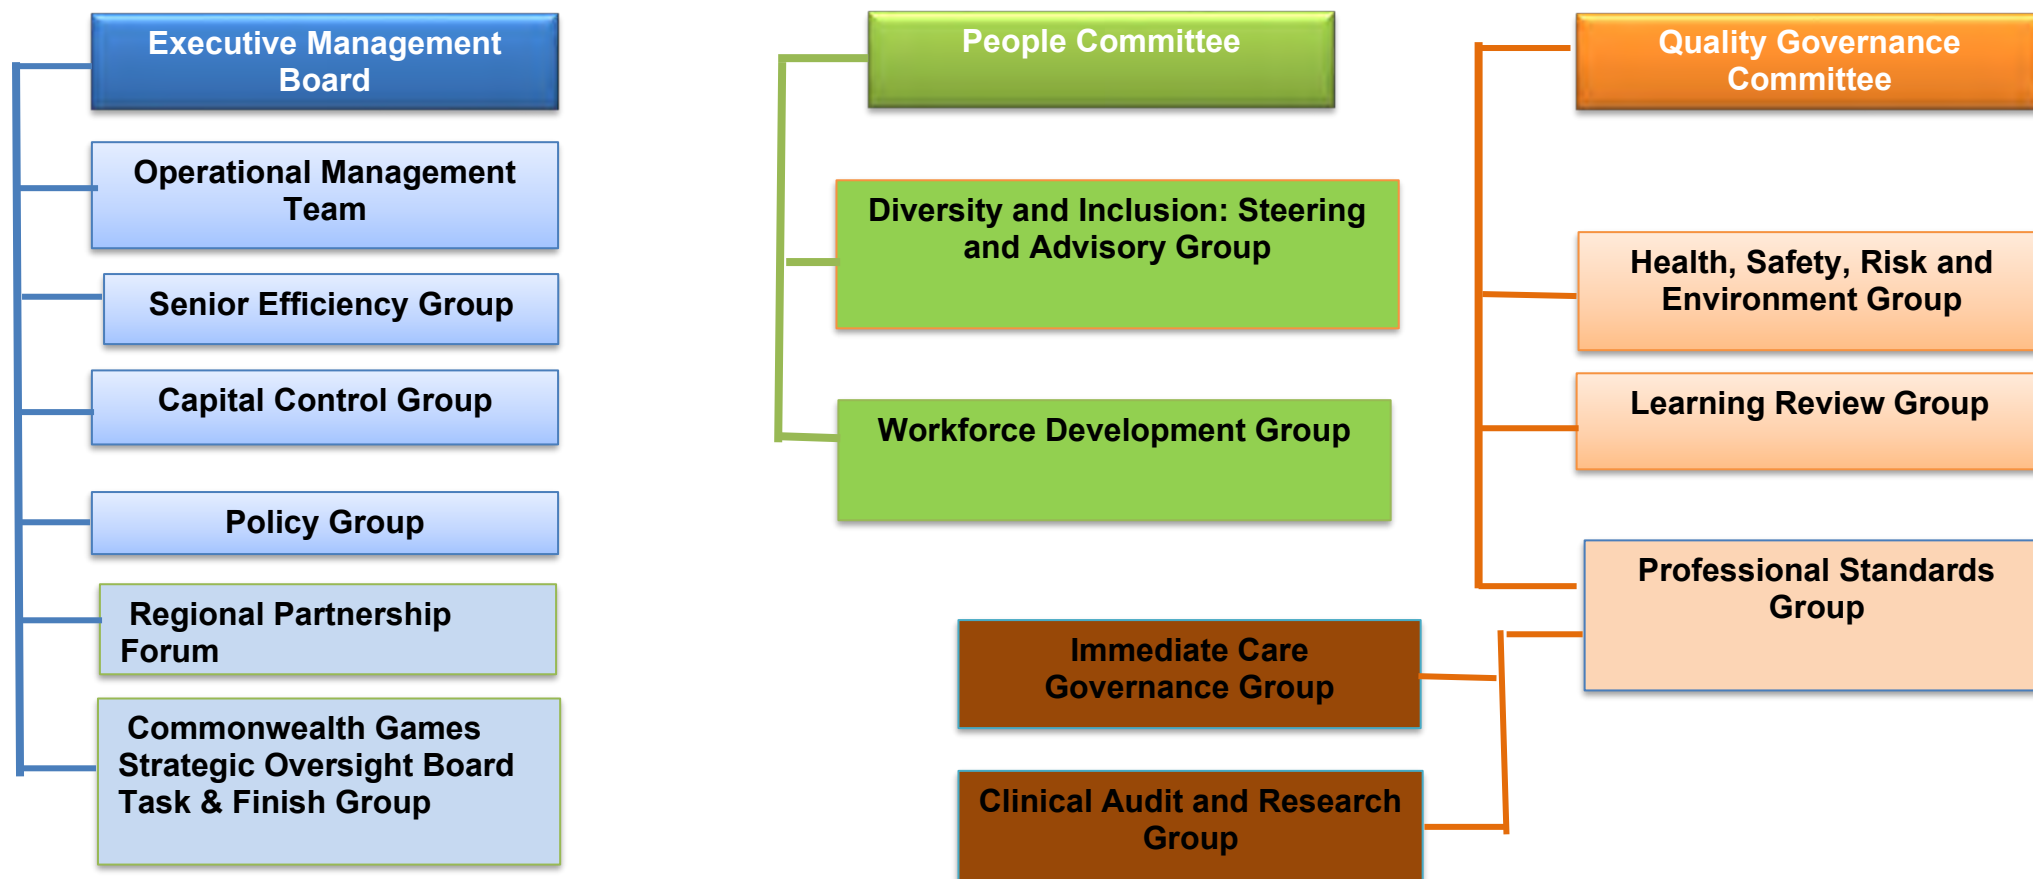 Executive Management
Board
Operational Management
Team
Senior Efficiency Group
Capital Control Group
Policy Group
Regional Partnership
Forum
Commonwealth Games
Strategic Oversight Board
Task & Finish Group
People Committee
Diversity and Inclusion: Steering
and Advisory Group
Workforce Development Group
Quality Governance
Committee
Health, Safety, Risk and
Environment Group
Learning Review Group
Professional Standards
Group
Immediate Care
Governance Group
Clinical Audit and Research
Group